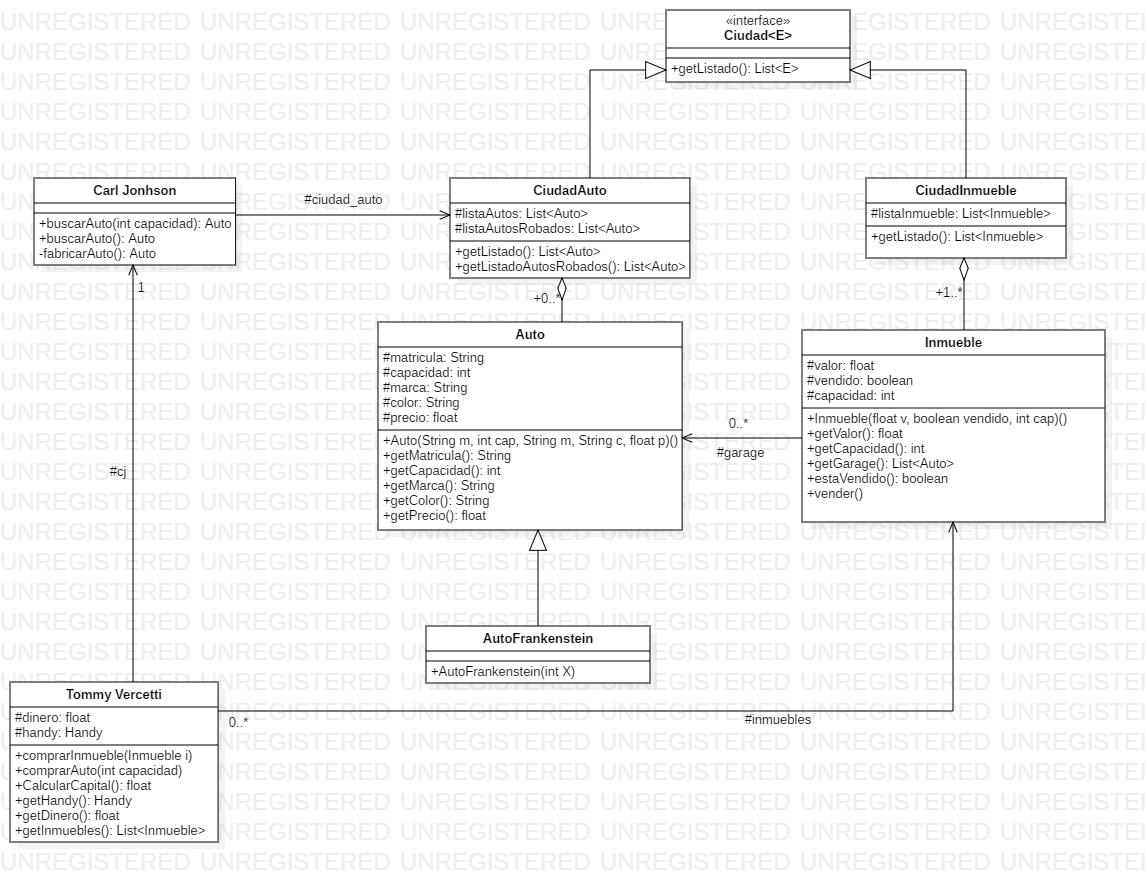 «interface»
Ciudad<E>
+getListado(): List<E>
Carl Jonhson
+buscarAuto(int capacidad): Auto
+buscarAuto(): Auto
-fabricarAuto(): Auto
#ciudad_auto
CiudadAuto
#listaAutos: List<Auto>
#listaAutosRobados: List<Auto>
+getListado(): List<Auto>
+getListadoAutosRobados(): List<Auto>
CiudadInmueble
#listaInmueble: List<Inmueble>
+getListado(): List<Inmueble>
1
+0..*
+1..*
Auto
#matricula: String
#capacidad: int
#marca: String
#color: String
#precio: float
+Auto(String m, int cap, String m, String c, float p)()
+getMatricula(): String
+getCapacidad(): int
+getMarca(): String
+getColor(): String
+getPrecio(): float
0..*
#garage
Inmueble
#valor: float
#vendido: boolean
#capacidad: int
+Inmueble(float v, boolean vendido, int cap)()
+getValor(): float
+getCapacidad(): int
+getGarage(): List<Auto>
+estaVendido(): boolean
+vender()
#cj
AutoFrankenstein
+AutoFrankenstein(int X)
Tommy Vercetti
#dinero: float
#handy: Handy
+comprarInmueble(Inmueble i)
+comprarAuto(int capacidad)
+CalcularCapital(): float
+getHandy(): Handy
+getDinero(): float
+getInmuebles(): List<Inmueble>
0..*
#inmuebles
UNREGISTERED